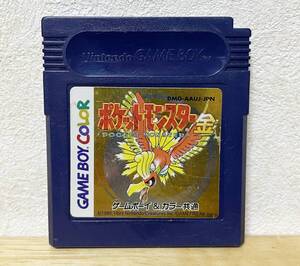 Nintendo GAME BOY
DMG-AAUJ-JPN
ポケットモンスター
金
POCKET MONSTERS
GAME BOY COLOR
ゲームボーイ&カラー共通